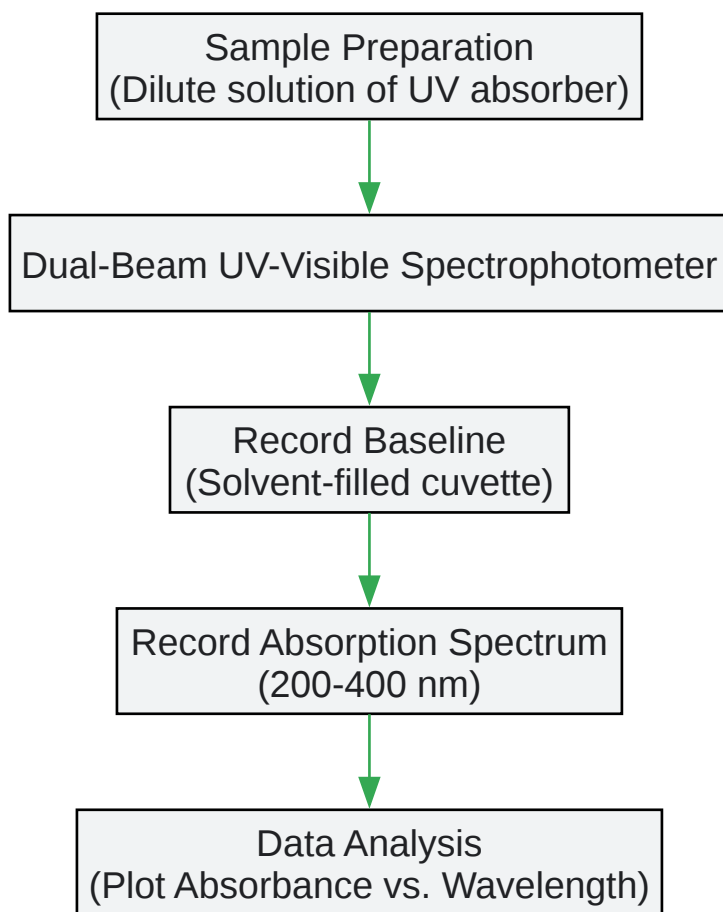 Sample Preparation
(Dilute solution of UV absorber)
Dual-Beam UV-Visible Spectrophotometer
Record Baseline
(Solvent-filled cuvette)
Record Absorption Spectrum
(200-400 nm)
Data Analysis
(Plot Absorbance vs. Wavelength)